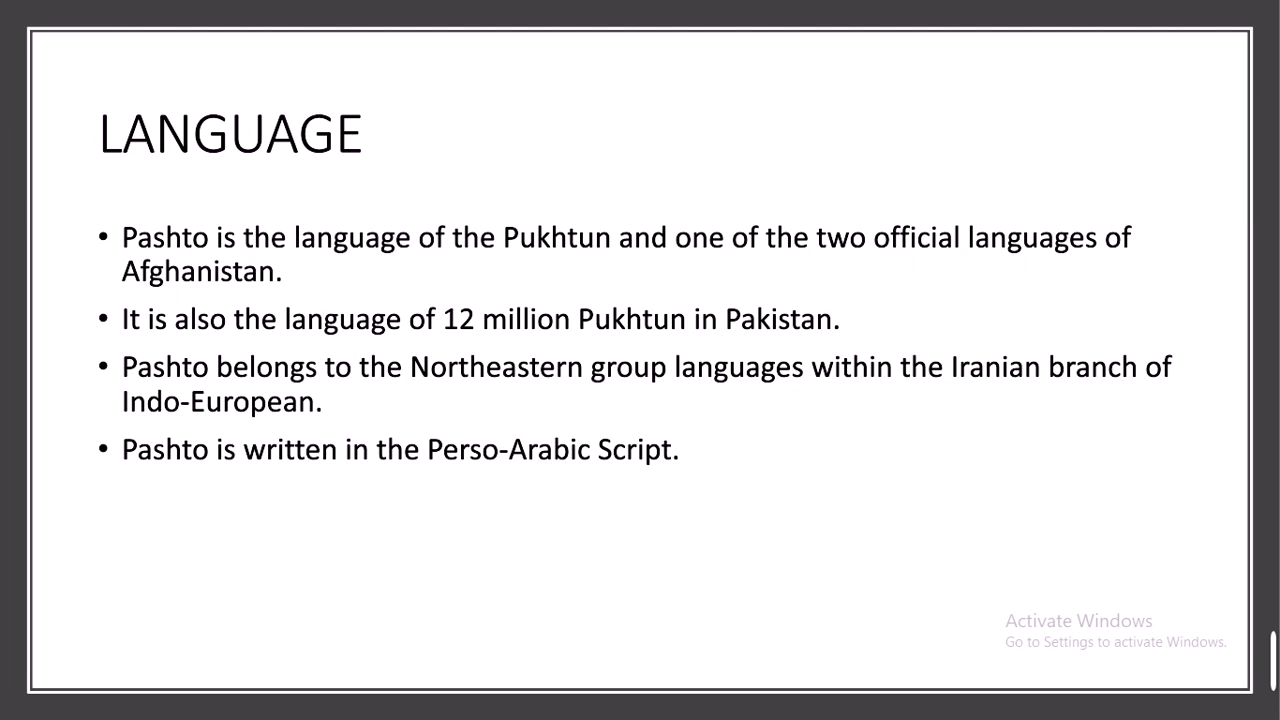 LANGUAGE
• Pashto is the language of the Pukhtun and one of the two official languages of
Afghanistan.
• It is also the language of 12 million Pukhtun in Pakistan.
• Pashto belongs to the Northeastern group languages within the Iranian branch of
Indo-European.
• Pashto is written in the Perso-Arabic Script.
Activate Windows
Go to Settings to activate Windows.